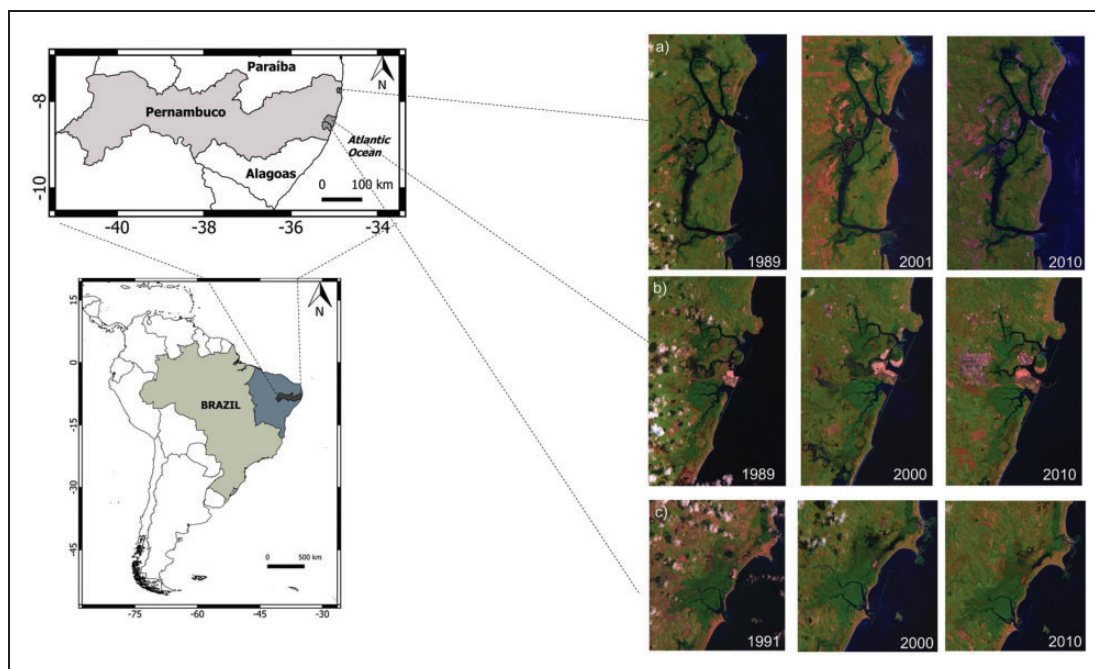 Paraíba
N
-8
Pernambuco
Atlantic
Ocean
Alagoas
0 100 km
-10
-40 -38 -36 -34
N
15
0
BRAZIL
-15
-30
-45
0 500 km
-75 -60 -45 -30
a)
1989 2001 2010
b)
1989 2000 2010
c)
1991 2000 2010